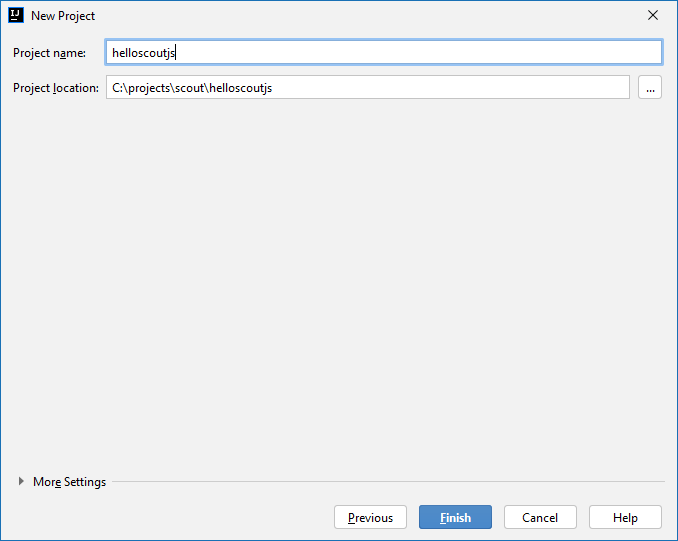 IJ New Project
Project name: helloscoutjs
Project location: C:\projects\scout\helloscoutjs ...
More Settings
Previous Finish Cancel Help